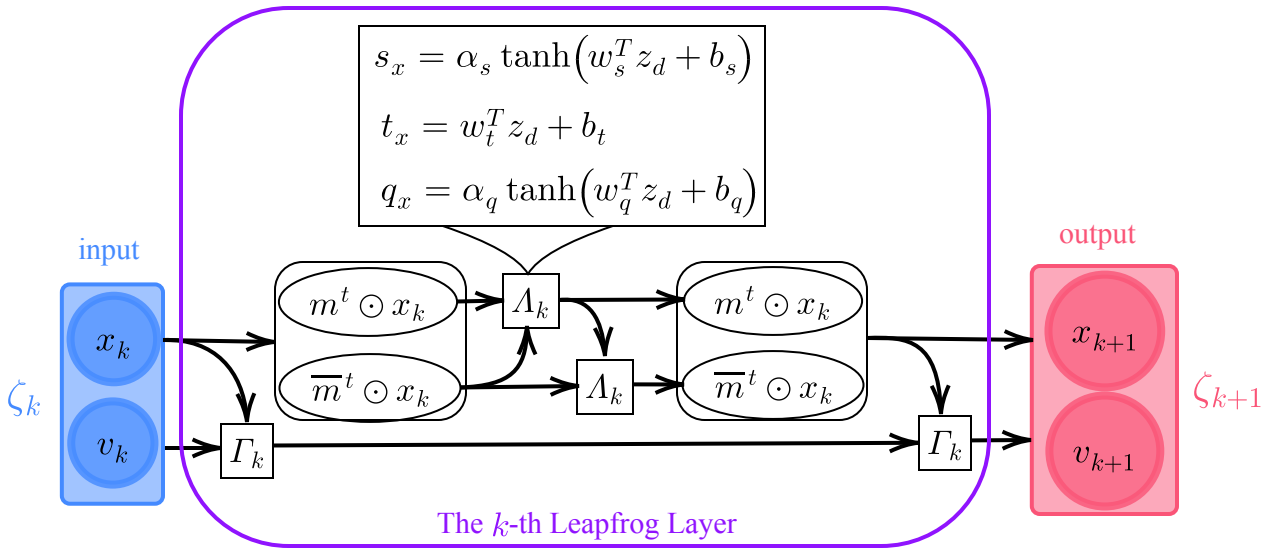 s_x = α_s tanh(w_s^T z_d + b_s)
t_x = w_t^T z_d + b_t
q_x = α_q tanh(w_q^T z_d + b_q)
input
output
ζ_k
x_k
v_k
m^t ⊙ x_k
m̅^t ⊙ x_k
Λ_k
Λ_k
m^t ⊙ x_k
m̅^t ⊙ x_k
Γ_k
Γ_k
x_{k+1}
v_{k+1}
ζ_{k+1}
The k-th Leapfrog Layer